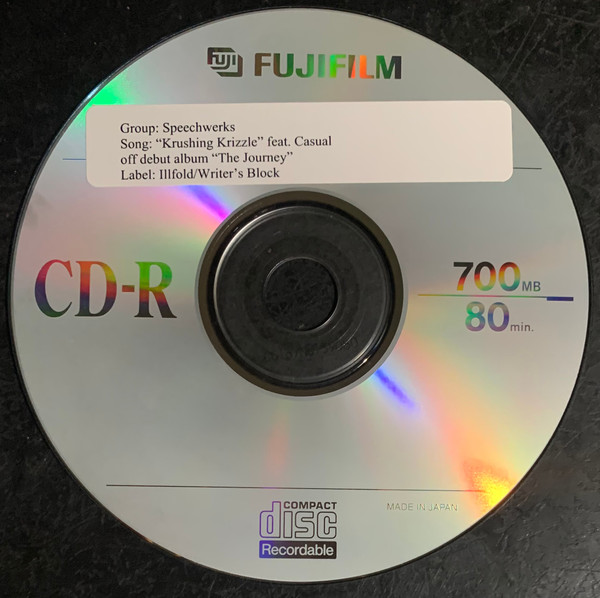 FUJI FUJIFILM
Group: Speechwerks
Song: “Krushing Krizzle” feat. Casual
off debut album “The Journey”
Label: Illfold/Writer’s Block
CD-R
700MB
80min.
COMPACT
disc
Recordable
MADE IN JAPAN